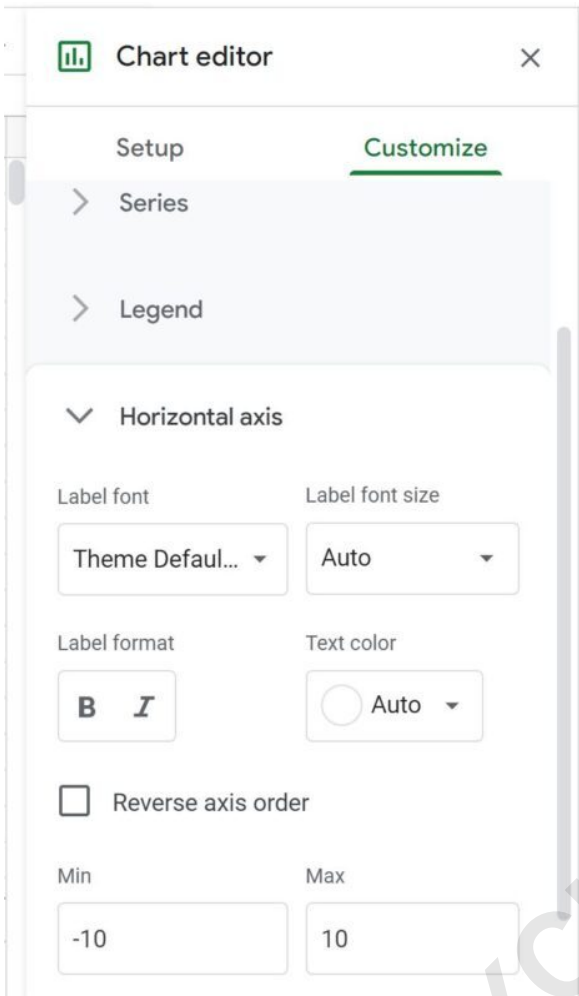 Chart editor
Setup Customize
Series
Legend
Horizontal axis
Label font Label font size
Theme Defaul... Auto
Label format Text color
B I Auto
Reverse axis order
Min Max
-10 10